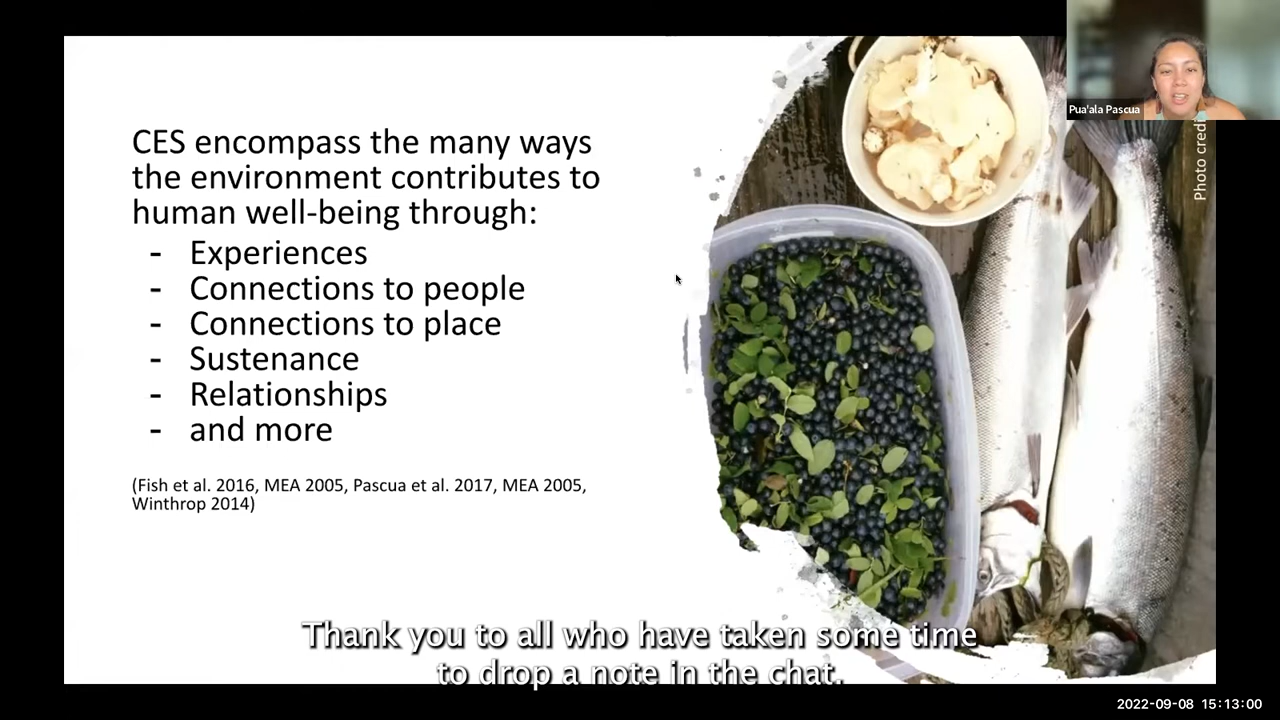 CES encompass the many ways
the environment contributes to
human well-being through:
- Experiences
- Connections to people
- Connections to place
- Sustenance
- Relationships
- and more
(Fish et al. 2016, MEA 2005, Pascua et al. 2017, MEA 2005,
Winthrop 2014)
Pua'ala Pascua
Photo credi
Thank you to all who have taken some time
to drop a note in the chat.
2022-09-08 15:13:00